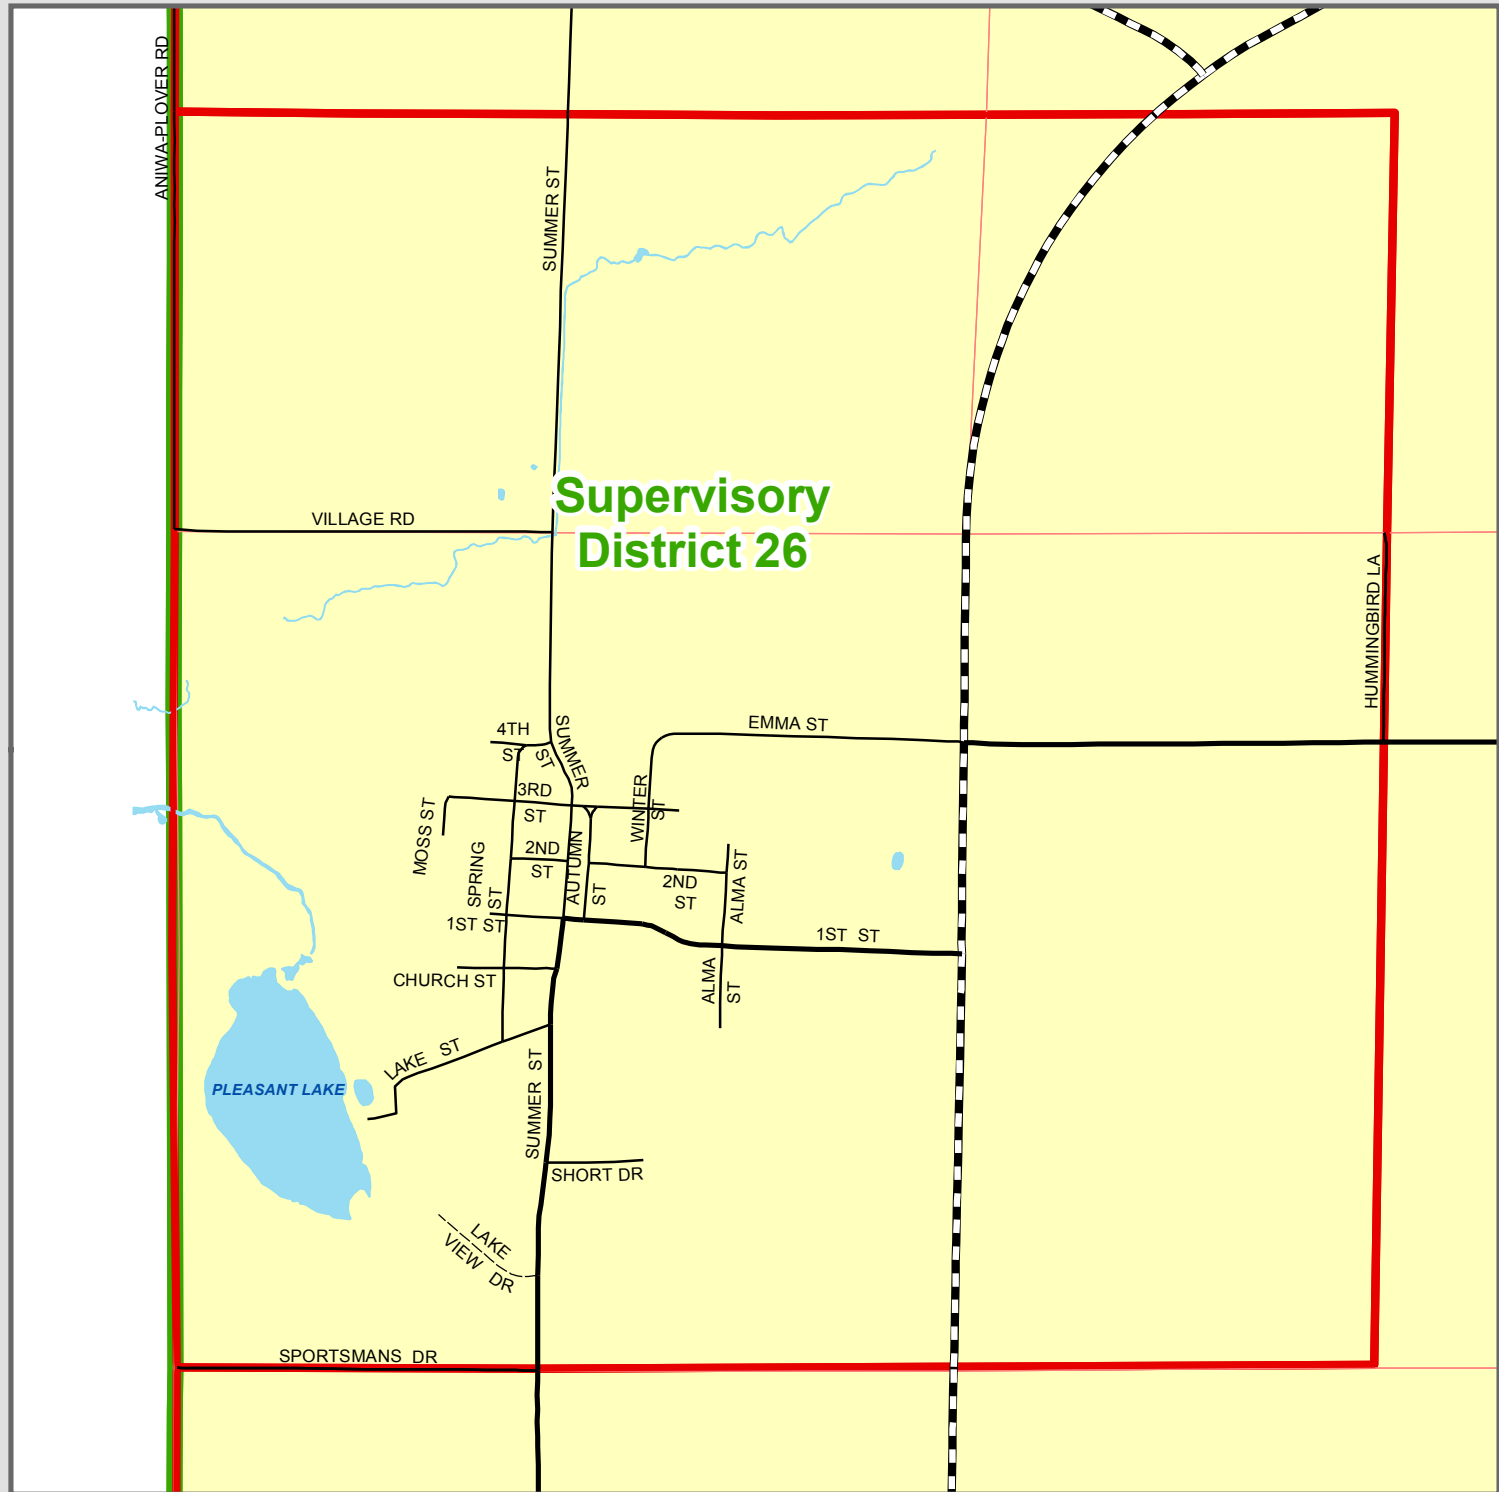 ANIWA-PLOVER RD
SUMMER ST
Supervisory
District 26
VILLAGE RD
HUMMINGBIRD LA
4TH
ST
SUMMER
ST
EMMA ST
3RD
ST
WINTER
ST
MOSS ST
2ND
ST
AUTUMN
ST
SPRING
ST
2ND
ST
ALMA ST
1ST ST
1ST ST
CHURCH ST
ALMA
ST
LAKE ST
SUMMER ST
PLEASANT LAKE
SHORT DR
LAKE
VIEW DR
SPORTSMANS DR